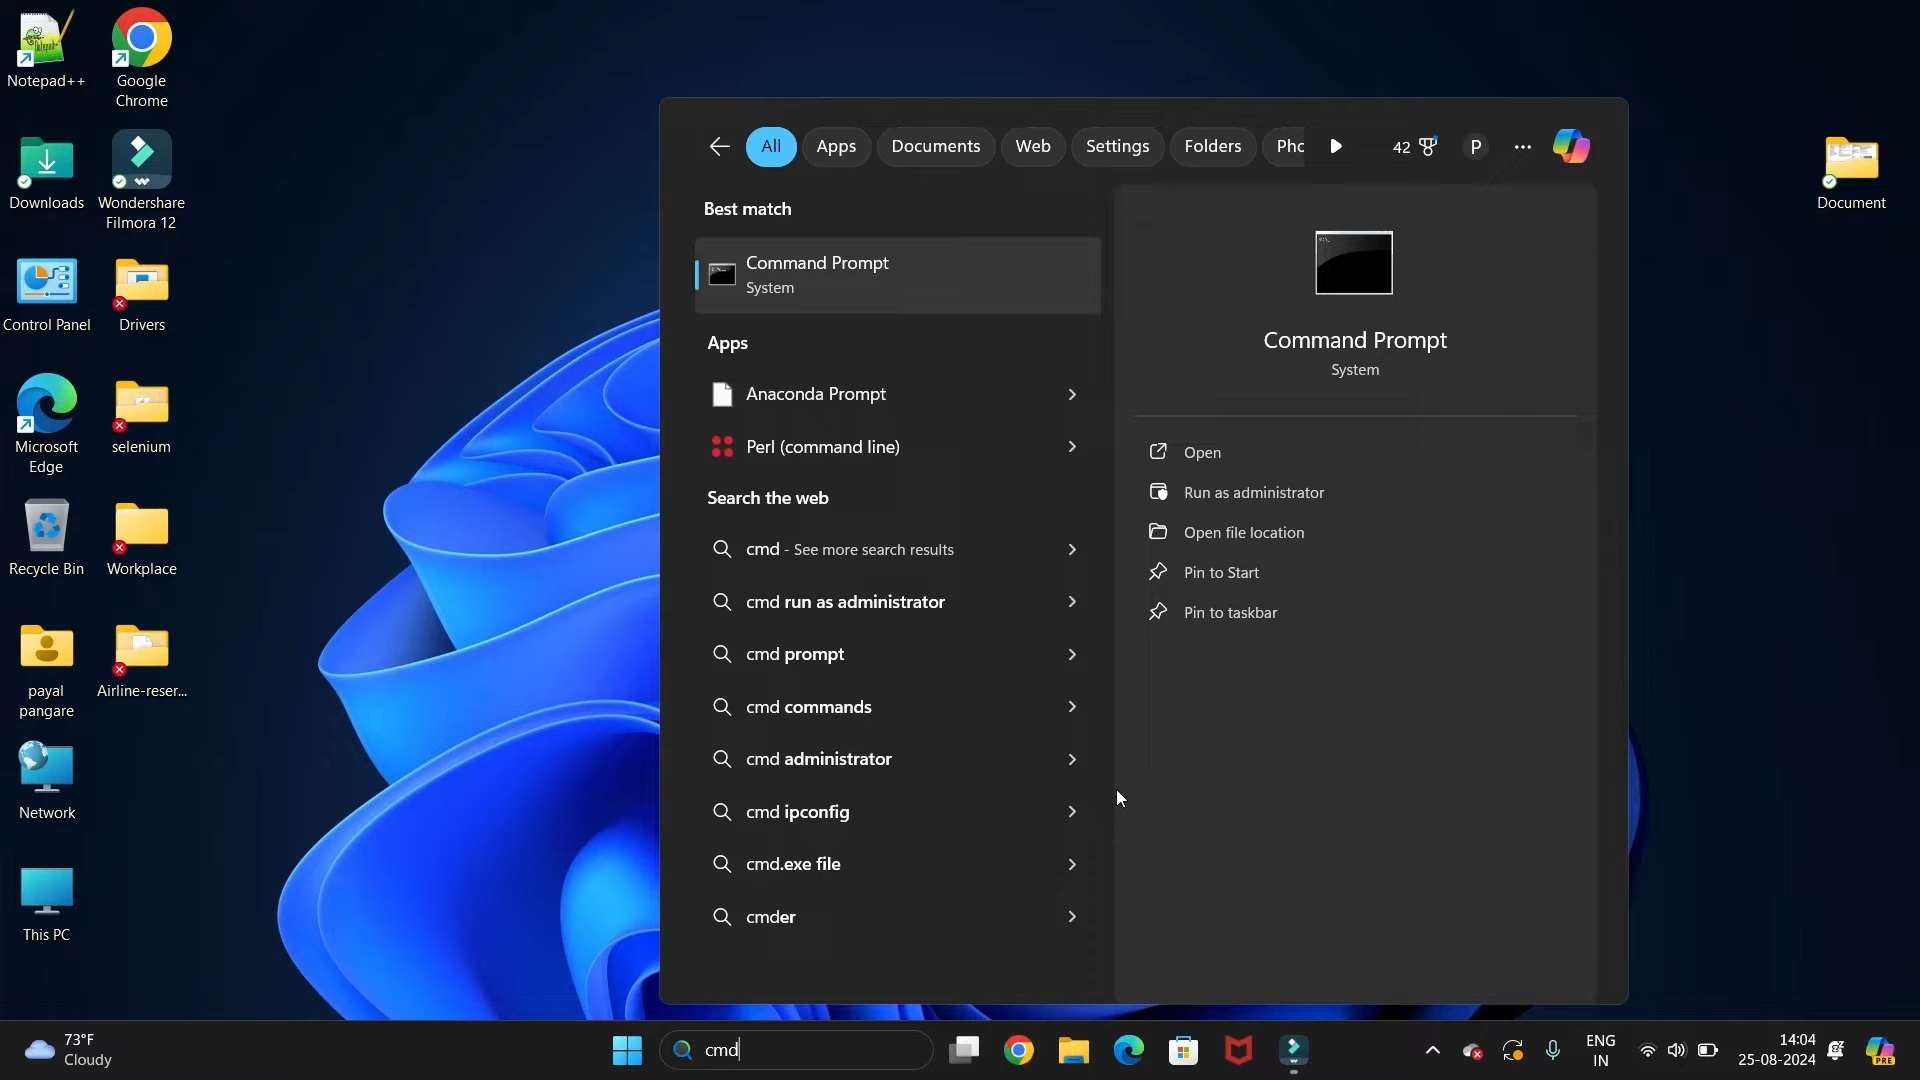 Notepad++
Google
Chrome
Downloads
Wondershare
Filmora 12
Control Panel
Drivers
Microsoft
Edge
selenium
Recycle Bin
Workplace
payal
pangare
Airline-reser...
Network
This PC
Document
All
Apps
Documents
Web
Settings
Folders
Pho
42
P
...
Best match
Command Prompt
System
Apps
Anaconda Prompt
Perl (command line)
Search the web
cmd - See more search results
cmd run as administrator
cmd prompt
cmd commands
cmd administrator
cmd ipconfig
cmd.exe file
cmder
Command Prompt
System
Open
Run as administrator
Open file location
Pin to Start
Pin to taskbar
73°F
Cloudy
cmd
ENG
IN
14:04
25-08-2024
PRE